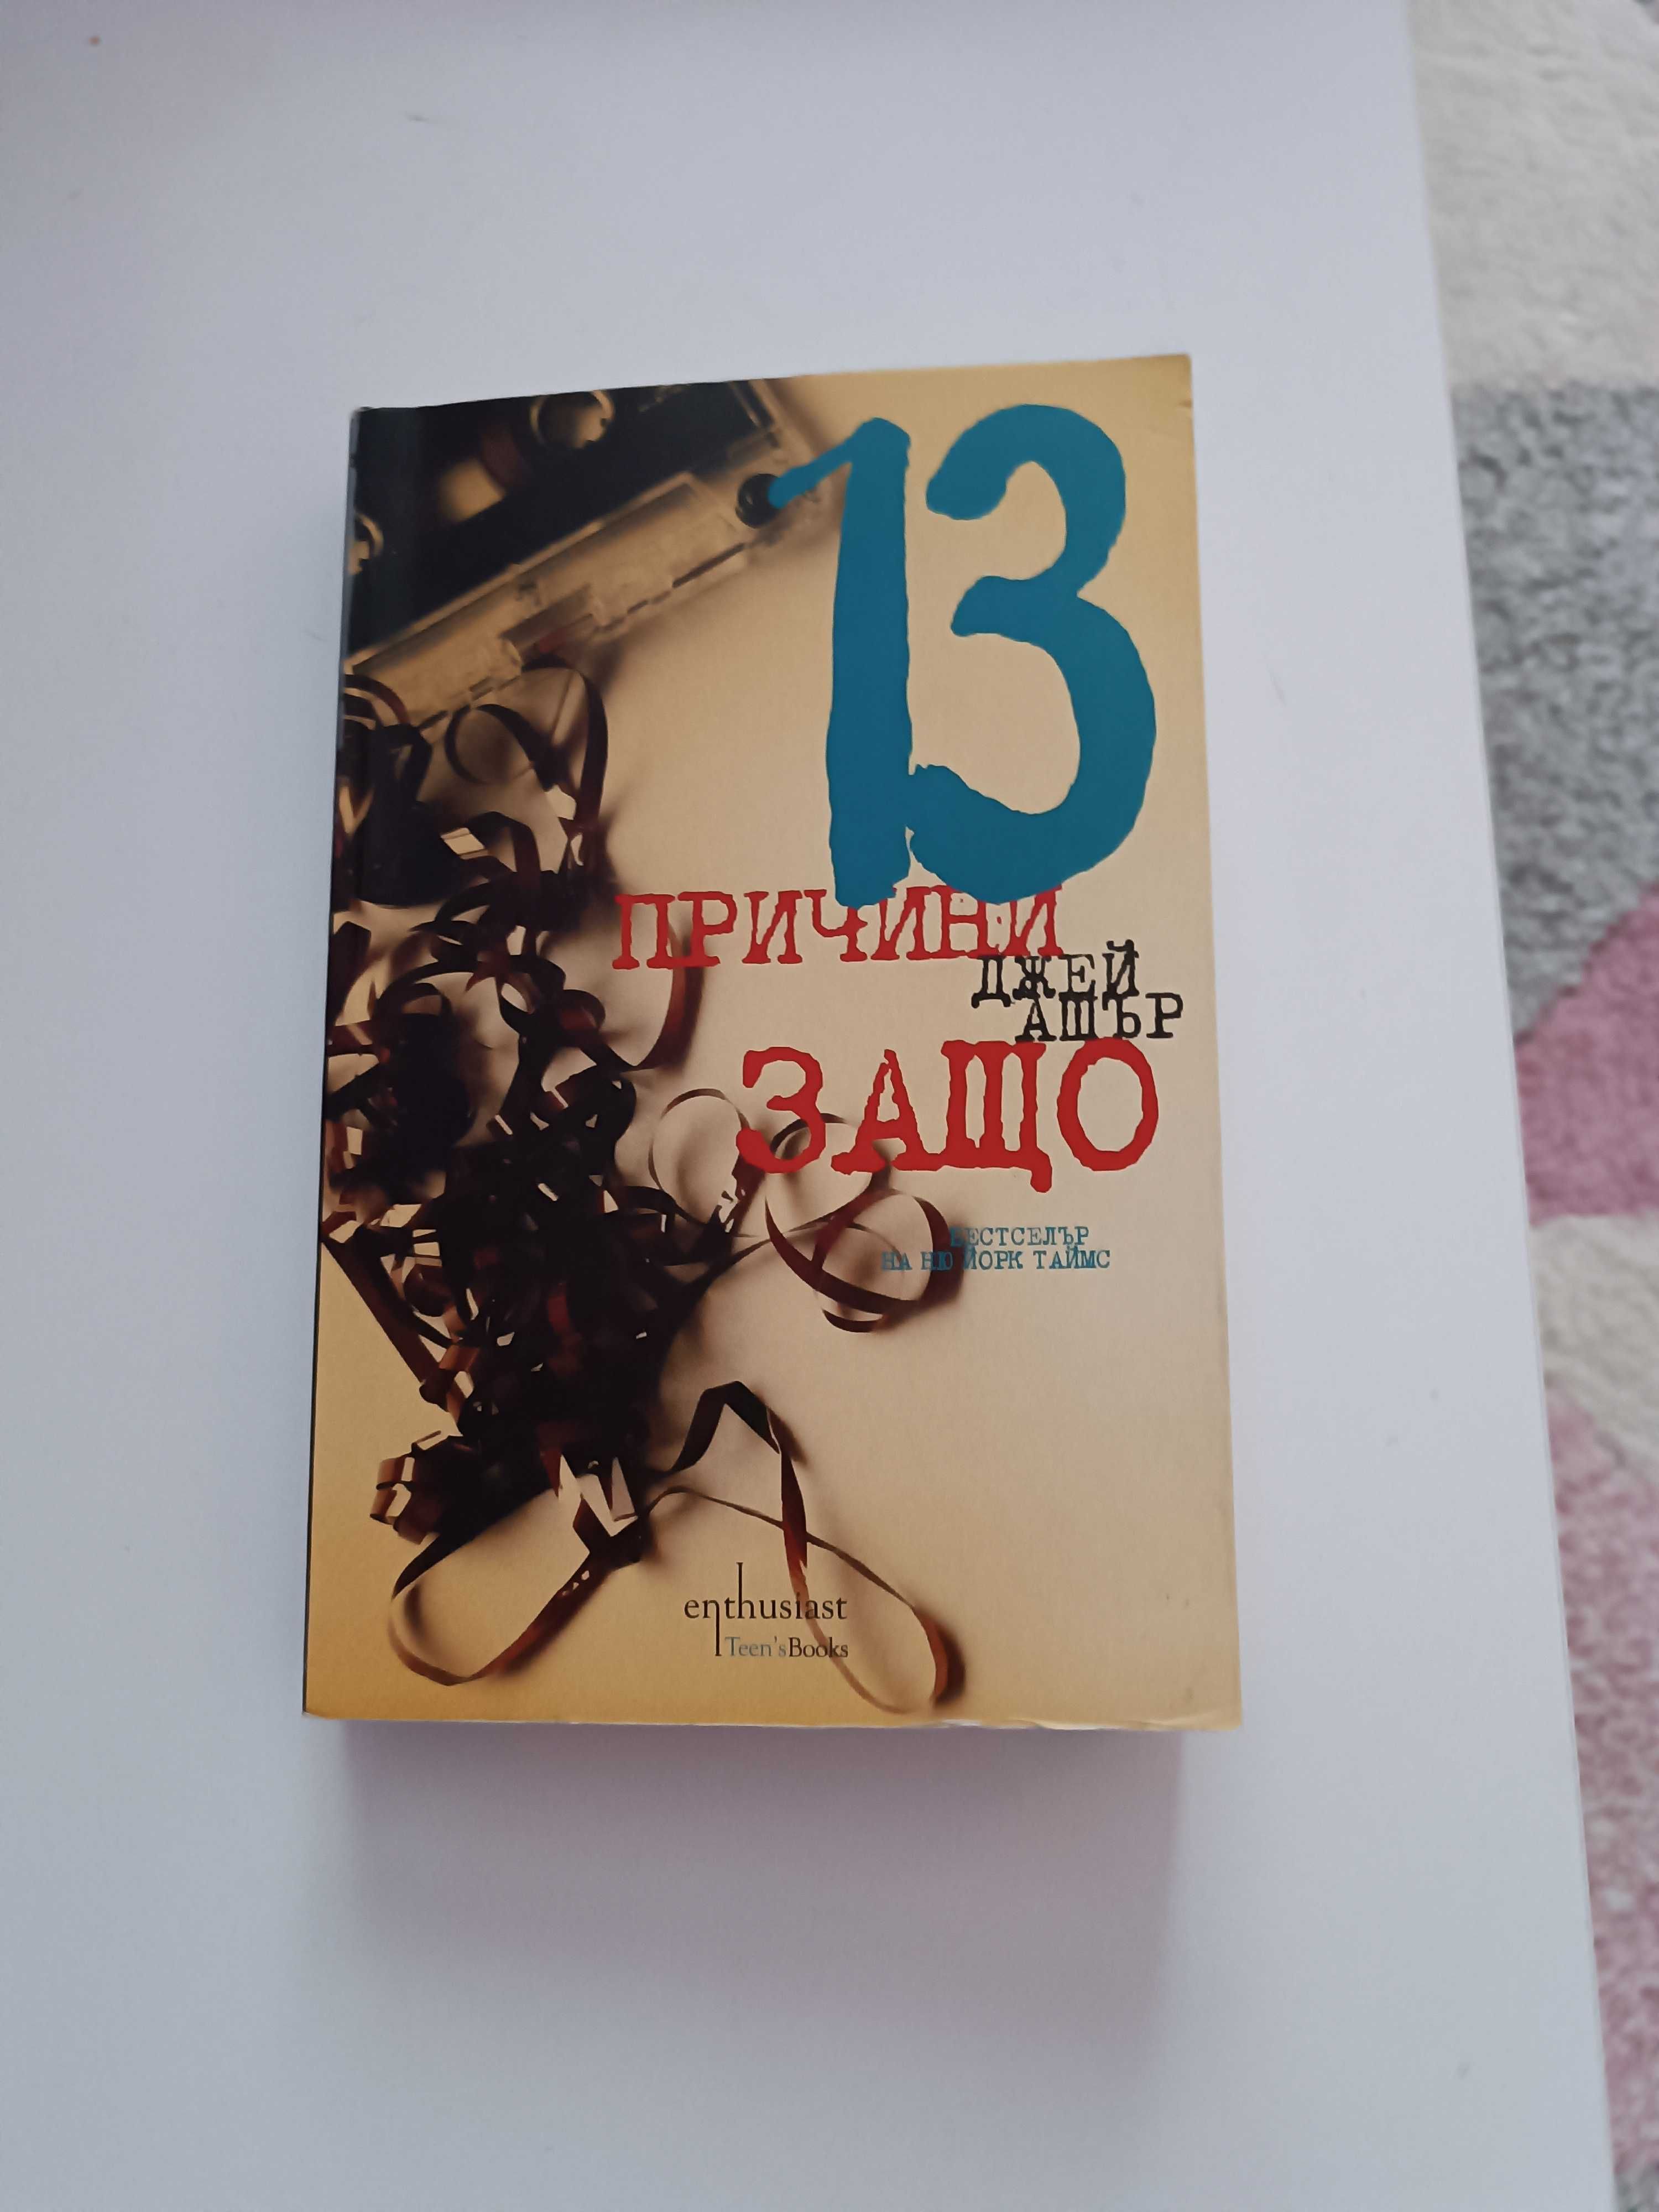 13
ПРИЧИНИ
ДЖЕЙ
АШЪР
ЗАЩО
БЕСТСЕЛЪР
НА НЮ ЙОРК ТАЙМС
enthusiast
Teen'sBooks